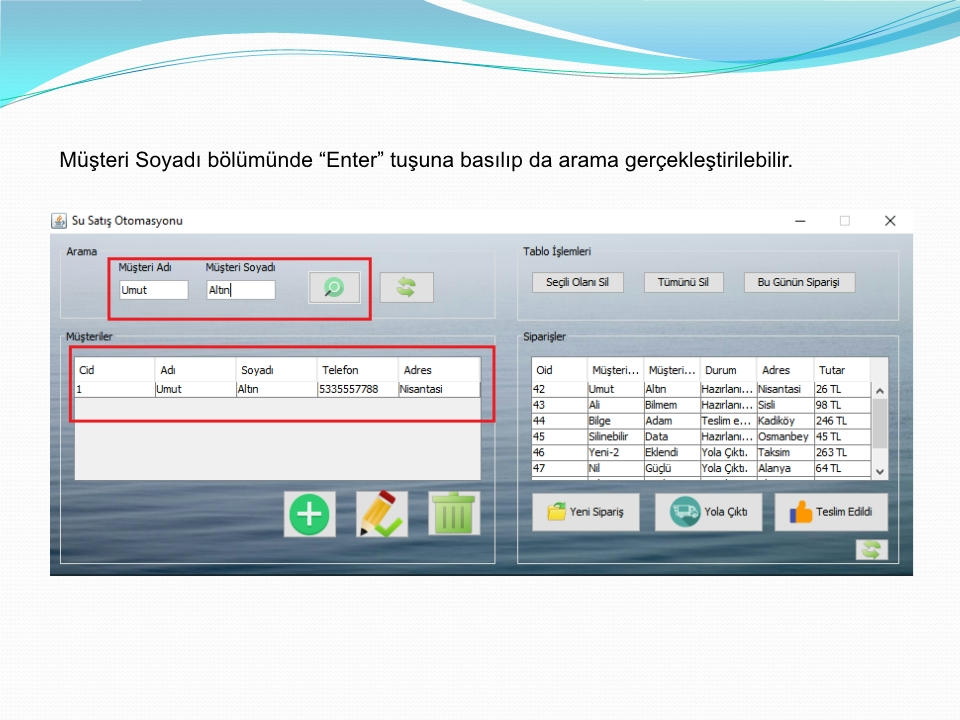 Müşteri Soyadı bölümünde “Enter” tuşuna basılıp da arama gerçekleştirilebilir.
Su Satış Otomasyonu
Arama
Müşteri Adı Müşteri Soyadı
Umut Altın
Tablo İşlemleri
Seçili Olanı Sil Tümünü Sil Bu Günün Siparişi
Müşteriler
Cid Adı Soyadı Telefon Adres
1 Umut Altın 5335557788 Nisantasi
Siparişler
Oid Müşteri... Müşteri... Durum Adres Tutar
42 Umut Altın Hazırlanı... Nisantasi 26 TL
43 Ali Bilmem Hazırlanı... Sisli 98 TL
44 Bilge Adam Teslim e... Kadiköy 246 TL
45 Silinebilir Data Hazırlanı... Osmanbey 45 TL
46 Yeni-2 Eklendi Yola Çıktı. Taksim 263 TL
47 Nil Güçlü Yola Çıktı. Alanya 64 TL
Yeni Sipariş Yola Çıktı Teslim Edildi